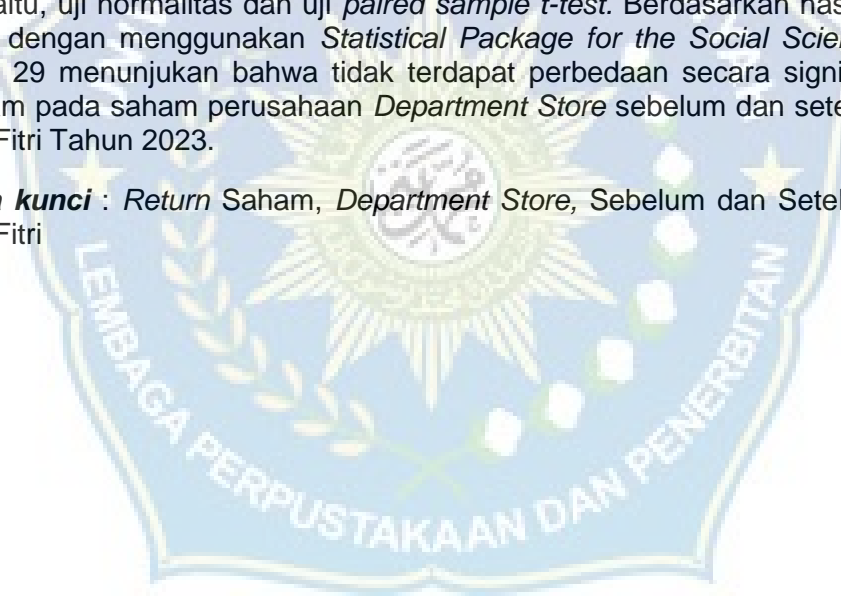 aitu, uji normalitas dan uji paired sample t-test. Berdasarkan has
dengan menggunakan Statistical Package for the Social Scien
29 menunjukan bahwa tidak terdapat perbedaan secara signi
m pada saham perusahaan Department Store sebelum dan sete
Fitri Tahun 2023.
kunci : Return Saham, Department Store, Sebelum dan Setel
Fitri
LEMBAGA PERPUSTAKAAN DAN PENERBITAN